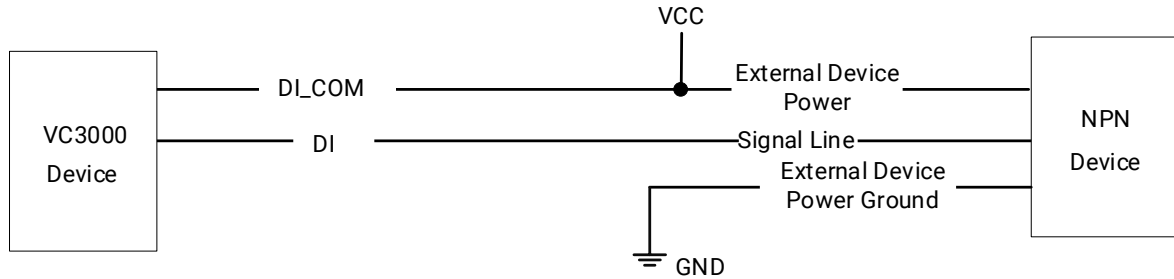 VCC
VC3000
Device
DI_COM
DI
External Device
Power
Signal Line
External Device
Power Ground
GND
NPN
Device